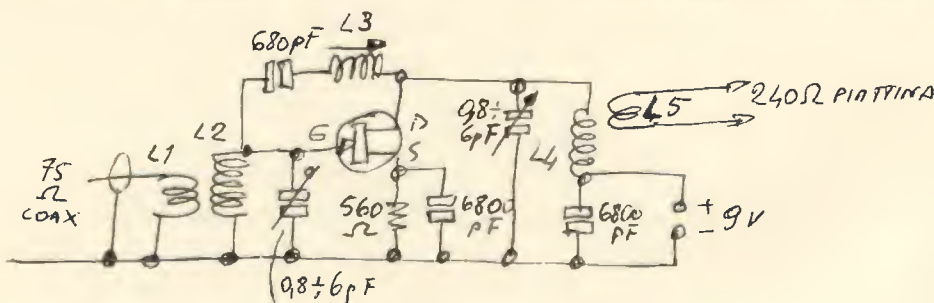 680pF
L3
L2
L1
75
Ω
COAX
G
D
S
560
Ω
6800
pF
0,8÷6pF
0,8÷
6pF
L4
L5
240Ω PIATTINA
6800
pF
+
- 9V